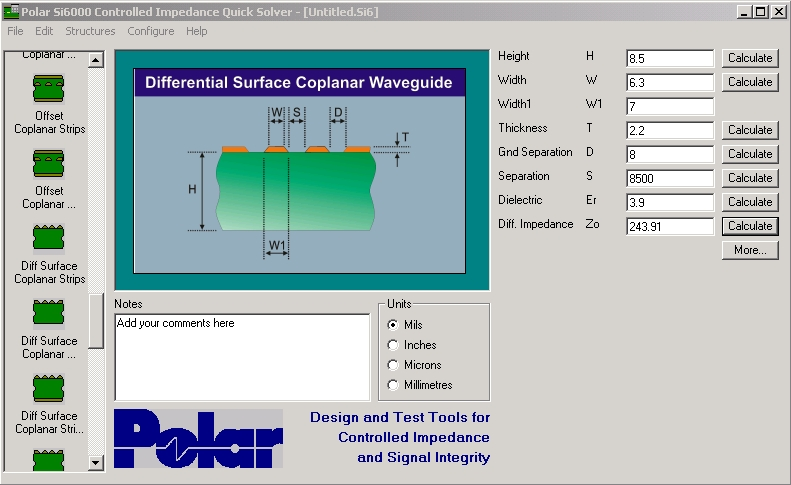 Polar Si6000 Controlled Impedance Quick Solver - [Untitled.Si6]
File Edit Structures Configure Help
Coplanar ...
Offset
Coplanar Strips
Offset
Coplanar ...
Diff Surface
Coplanar Strips
Diff Surface
Coplanar ...
Diff Surface
Coplanar Stri...
Differential Surface Coplanar Waveguide
W S D
T
H
W1
Notes
Add your comments here
Units
Mils
Inches
Microns
Millimetres
Polar
Design and Test Tools for
Controlled Impedance
and Signal Integrity
Height H 8.5 Calculate
Width W 6.3 Calculate
Width1 W1 7
Thickness T 2.2 Calculate
Gnd Separation D 8 Calculate
Separation S 8500 Calculate
Dielectric Er 3.9 Calculate
Diff. Impedance Zo 243.91 Calculate
More...